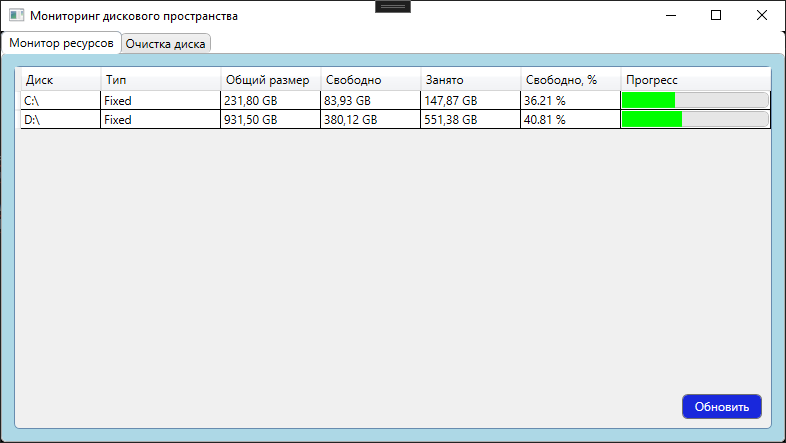 Мониторинг дискового пространства
Монитор ресурсов Очистка диска
Диск Тип Общий размер Свободно Занято Свободно, % Прогресс
C:\ Fixed 231,80 GB 83,93 GB 147,87 GB 36.21 %
D:\ Fixed 931,50 GB 380,12 GB 551,38 GB 40.81 %
Обновить